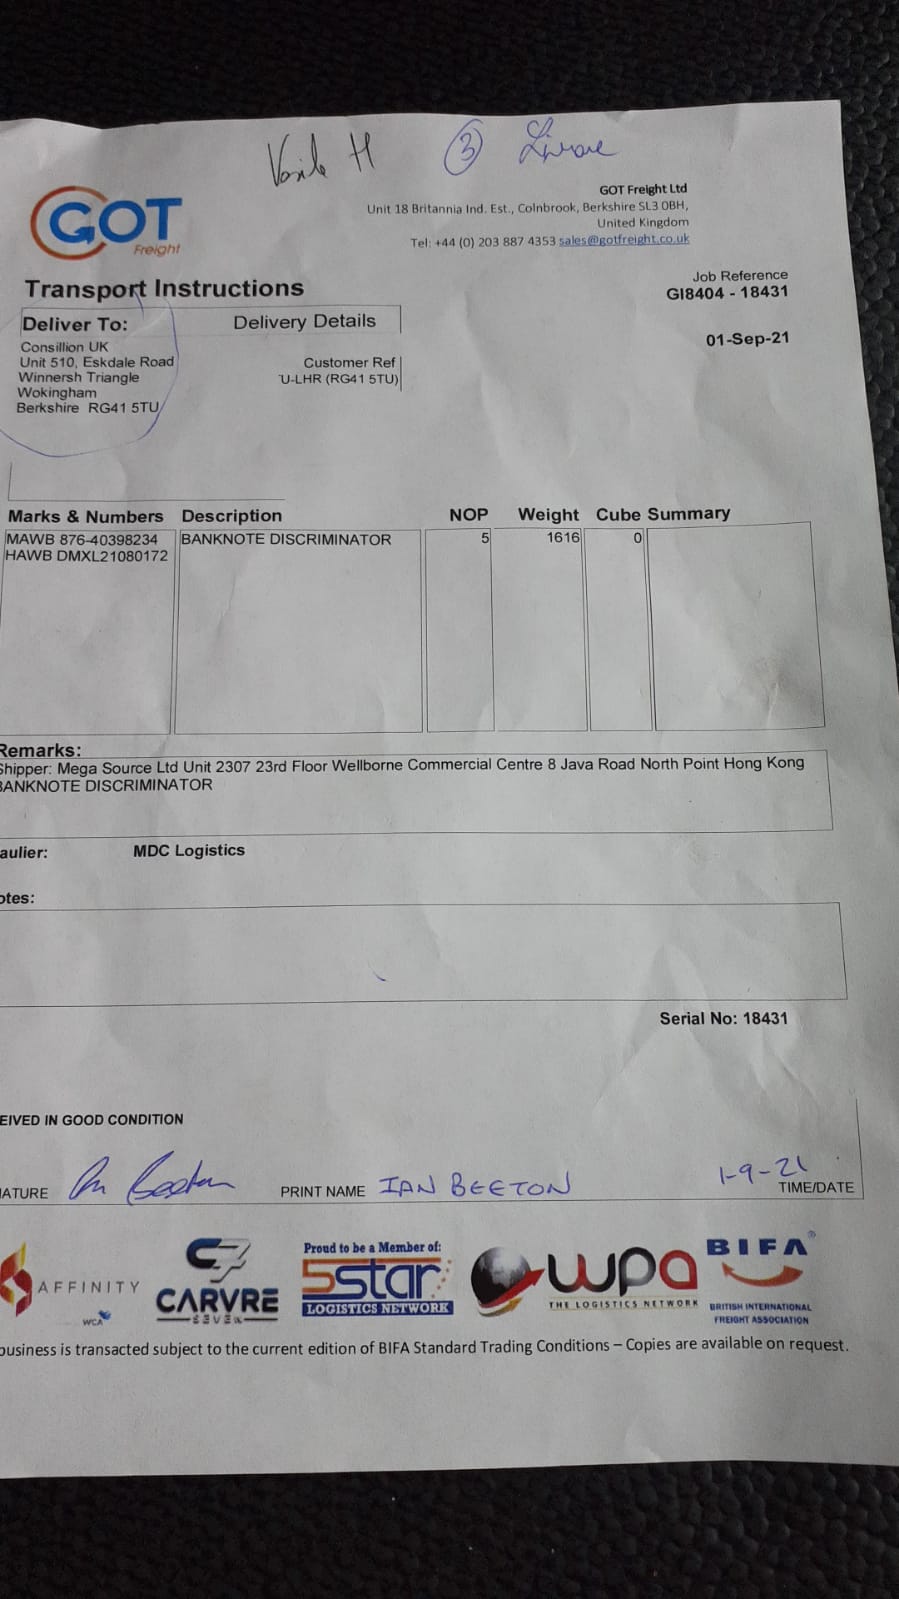 Vasile H ③ Livrare
GOT
Freight
GOT Freight Ltd
Unit 18 Britannia Ind. Est., Colnbrook, Berkshire SL3 0BH,
United Kingdom
Tel: +44 (0) 203 887 4353 sales@gotfreight.co.uk
Transport Instructions
Job Reference
GI8404 - 18431
01-Sep-21
Deliver To:
Consillion UK
Unit 510, Eskdale Road
Winnersh Triangle
Wokingham
Berkshire RG41 5TU
Delivery Details
Customer Ref
U-LHR (RG41 5TU)
Marks & Numbers Description NOP Weight Cube Summary
MAWB 876-40398234 BANKNOTE DISCRIMINATOR 5 1616 0
HAWB DMXL21080172
Remarks:
Shipper: Mega Source Ltd Unit 2307 23rd Floor Wellborne Commercial Centre 8 Java Road North Point Hong Kong
BANKNOTE DISCRIMINATOR
aulier: MDC Logistics
otes:
Serial No: 18431
EIVED IN GOOD CONDITION
ATURE PRINT NAME IAN BEETON 1-9-21
TIME/DATE
AFFINITY
WCA
CARVRE
SEVEN
Proud to be a Member of:
5star
LOGISTICS NETWORK
wpa
THE LOGISTICS NETWORK
BIFA®
BRITISH INTERNATIONAL
FREIGHT ASSOCIATION
business is transacted subject to the current edition of BIFA Standard Trading Conditions – Copies are available on request.